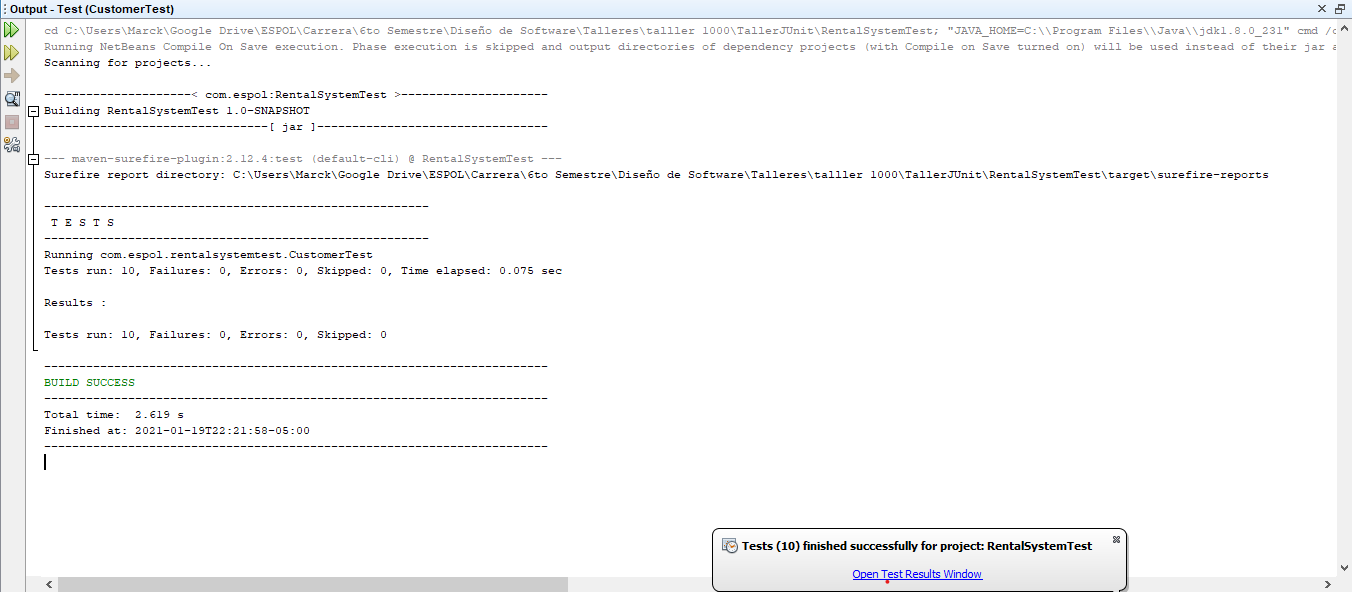 Output - Test (CustomerTest)
cd C:\Users\Marck\Google Drive\ESPOL\Carrera\6to Semestre\Diseño de Software\Talleres\talller 1000\TallerJUnit\RentalSystemTest; "JAVA_HOME=C:\\Program Files\\Java\\jdk1.8.0_231" cmd /c
Running NetBeans Compile On Save execution. Phase execution is skipped and output directories of dependency projects (with Compile on Save turned on) will be used instead of their jar a
Scanning for projects...
---------------------< com.espol:RentalSystemTest >---------------------
Building RentalSystemTest 1.0-SNAPSHOT
--------------------------------[ jar ]---------------------------------
--- maven-surefire-plugin:2.12.4:test (default-cli) @ RentalSystemTest ---
Surefire report directory: C:\Users\Marck\Google Drive\ESPOL\Carrera\6to Semestre\Diseño de Software\Talleres\talller 1000\TallerJUnit\RentalSystemTest\target\surefire-reports
-------------------------------------------------------
T E S T S
-------------------------------------------------------
Running com.espol.rentalsystemtest.CustomerTest
Tests run: 10, Failures: 0, Errors: 0, Skipped: 0, Time elapsed: 0.075 sec
Results :
Tests run: 10, Failures: 0, Errors: 0, Skipped: 0
------------------------------------------------------------------------
BUILD SUCCESS
------------------------------------------------------------------------
Total time:  2.619 s
Finished at: 2021-01-19T22:21:58-05:00
------------------------------------------------------------------------
Tests (10) finished successfully for project: RentalSystemTest
Open Test Results Window